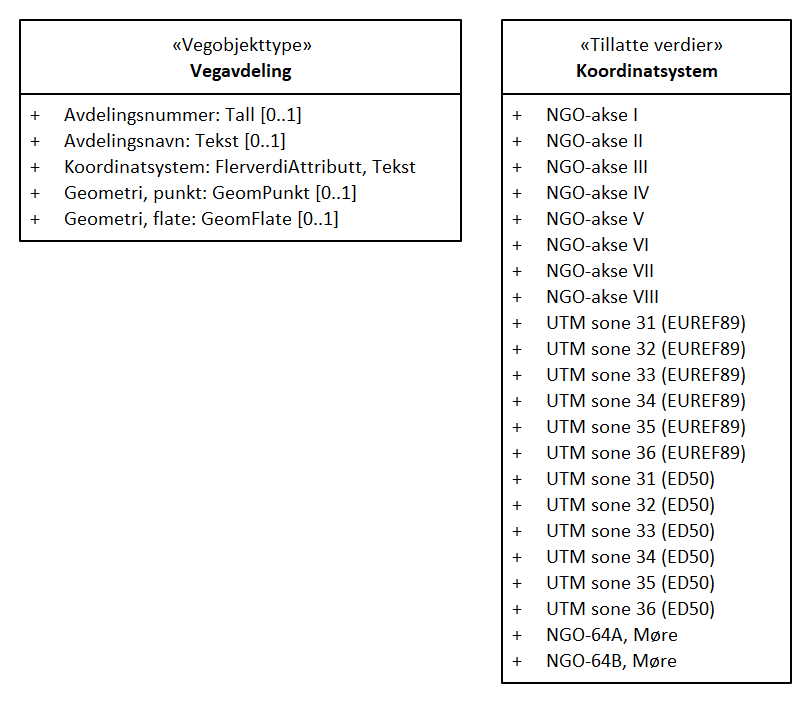 «Vegobjekttype»
Vegavdeling
+ Avdelingsnummer: Tall [0..1]
+ Avdelingsnavn: Tekst [0..1]
+ Koordinatsystem: FlerverdiAttributt, Tekst
+ Geometri, punkt: GeomPunkt [0..1]
+ Geometri, flate: GeomFlate [0..1]
«Tillatte verdier»
Koordinatsystem
+ NGO-akse I
+ NGO-akse II
+ NGO-akse III
+ NGO-akse IV
+ NGO-akse V
+ NGO-akse VI
+ NGO-akse VII
+ NGO-akse VIII
+ UTM sone 31 (EUREF89)
+ UTM sone 32 (EUREF89)
+ UTM sone 33 (EUREF89)
+ UTM sone 34 (EUREF89)
+ UTM sone 35 (EUREF89)
+ UTM sone 36 (EUREF89)
+ UTM sone 31 (ED50)
+ UTM sone 32 (ED50)
+ UTM sone 33 (ED50)
+ UTM sone 34 (ED50)
+ UTM sone 35 (ED50)
+ UTM sone 36 (ED50)
+ NGO-64A, Møre
+ NGO-64B, Møre